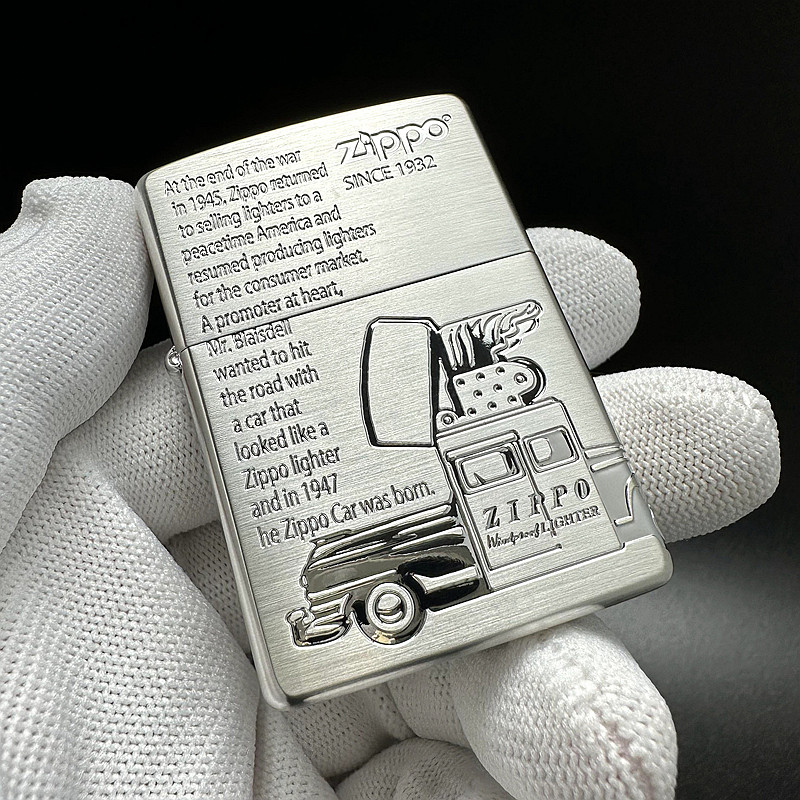 Zippo
SINCE 1932
At the end of the war
in 1945, Zippo returned
to selling lighters to a
peacetime America and
resumed producing lighters
for the consumer market.
A promoter at heart,
Mr. Blaisdell
wanted to hit
the road with
a car that
looked like a
Zippo lighter
and in 1947
he Zippo Car was born.
ZIPPO
Windproof LIGHTER